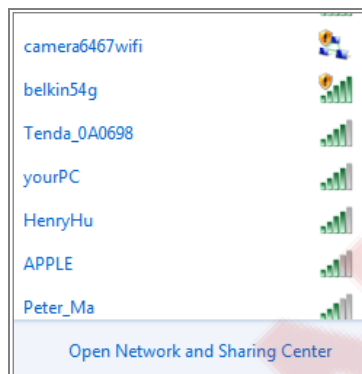 camera6467wifi
belkin54g
Tenda_0A0698
yourPC
HenryHu
APPLE
Peter_Ma
Open Network and Sharing Center